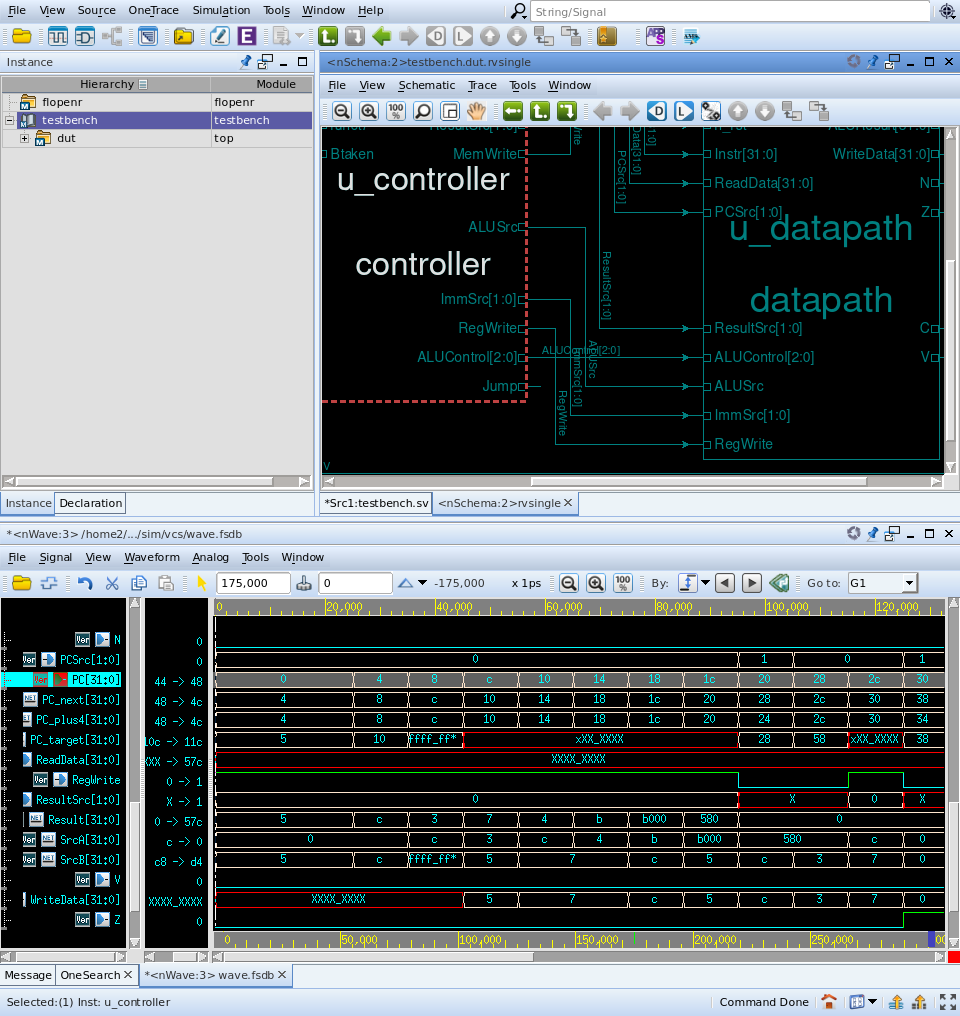 File View Source OneTrace Simulation Tools Window Help
String/Signal
Instance
Hierarchy Module
flopenr flopenr
testbench testbench
dut top
Instance Declaration
<nSchema:2>testbench.dut.rvsingle
File View Schematic Trace Tools Window
100 %
Btaken
MemWrite
u_controller
ALUSrc
controller
ImmSrc[1:0]
RegWrite
ALUControl[2:0]
Jump
PCSrc[1:0]
ResultSrc[1:0]
ALUControl[2:0]
ALUSrc
ImmSrc[1:0]
RegWrite
Instr[31:0]
WriteData[31:0]
ReadData[31:0]
N
PCSrc[1:0]
Z
u_datapath
datapath
ResultSrc[1:0]
C
ALUControl[2:0]
V
ALUSrc
ImmSrc[1:0]
RegWrite
V
*Src1:testbench.sv <nSchema:2>rvsingle
*<nWave:3> /home2/.../sim/vcs/wave.fsdb
File Signal View Waveform Analog Tools Window
175,000 0 -175,000 x 1ps 100 % By: Go to: G1
0 20,000 40,000 60,000 80,000 100,000 120,000
N 0
PCSrc[1:0] 0 0 1 0 1
PC[31:0] 44 -> 48 0 4 8 c 10 14 18 1c 20 28 2c 30
PC_next[31:0] 48 -> 4c 4 8 c 10 14 18 1c 20 28 2c 30 38
PC_plus4[31:0] 48 -> 4c 4 8 c 10 14 18 1c 20 24 2c 30 34
PC_target[31:0] 10c -> 11c 5 10 ffff_ff* xXX_XXXX 28 58 xXX_XXXX 38
ReadData[31:0] XXX -> 57c XXXX_XXXX
RegWrite 0 -> 1
ResultSrc[1:0] X -> 1 0 X 0 X
Result[31:0] 0 -> 57c 5 c 3 7 4 b b000 580 0
SrcA[31:0] c -> 0 0 c 3 c 4 b b000 580 c 0
SrcB[31:0] c8 -> d4 5 c ffff_ff* 5 7 c 5 c 3 7 0
V 0
WriteData[31:0] XXXX_XXXX XXXX_XXXX 5 7 c 5 c 3 7 0
Z 0
0 50,000 100,000 150,000 200,000 250,000
Message OneSearch *<nWave:3> wave.fsdb
Selected:(1) Inst: u_controller Command Done